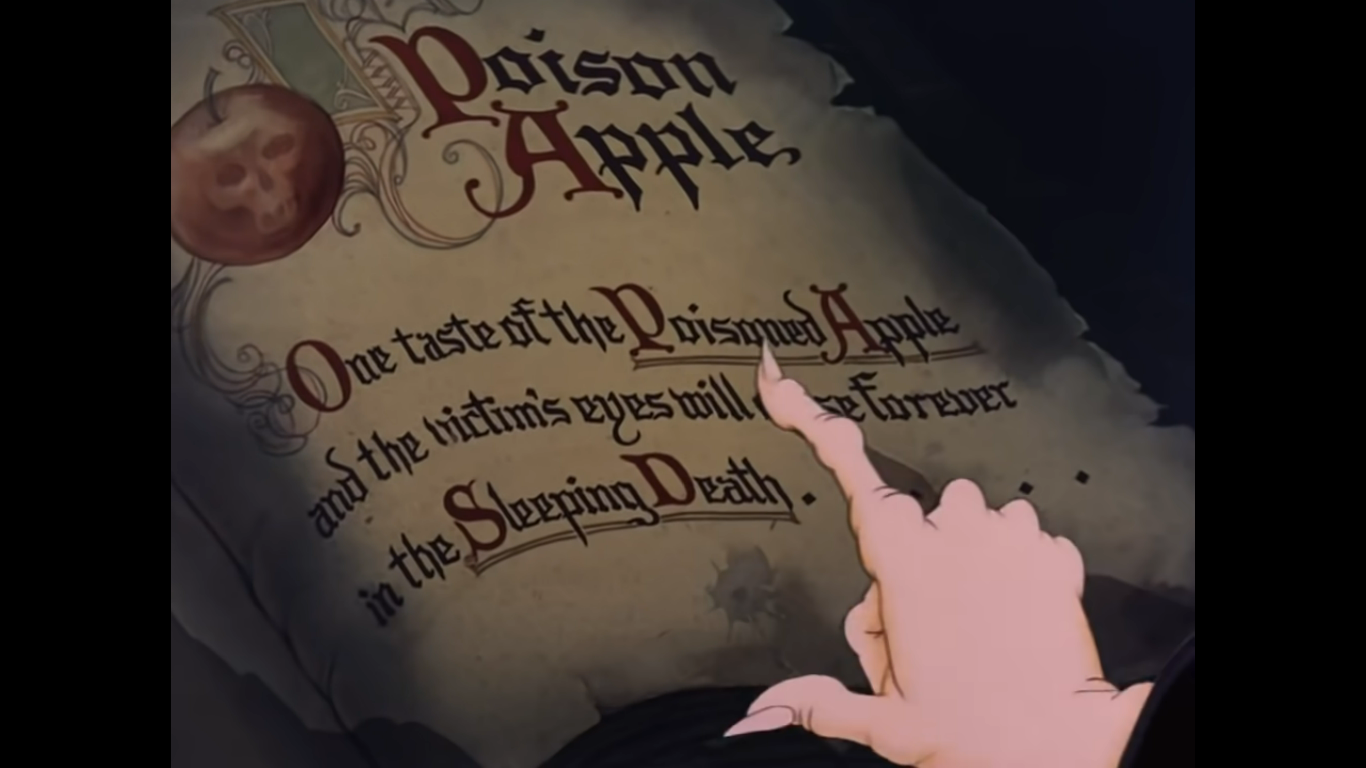 Poison
Apple
One taste of the Poisoned Apple
and the victim's eyes will forever
in the Sleeping Death . . .